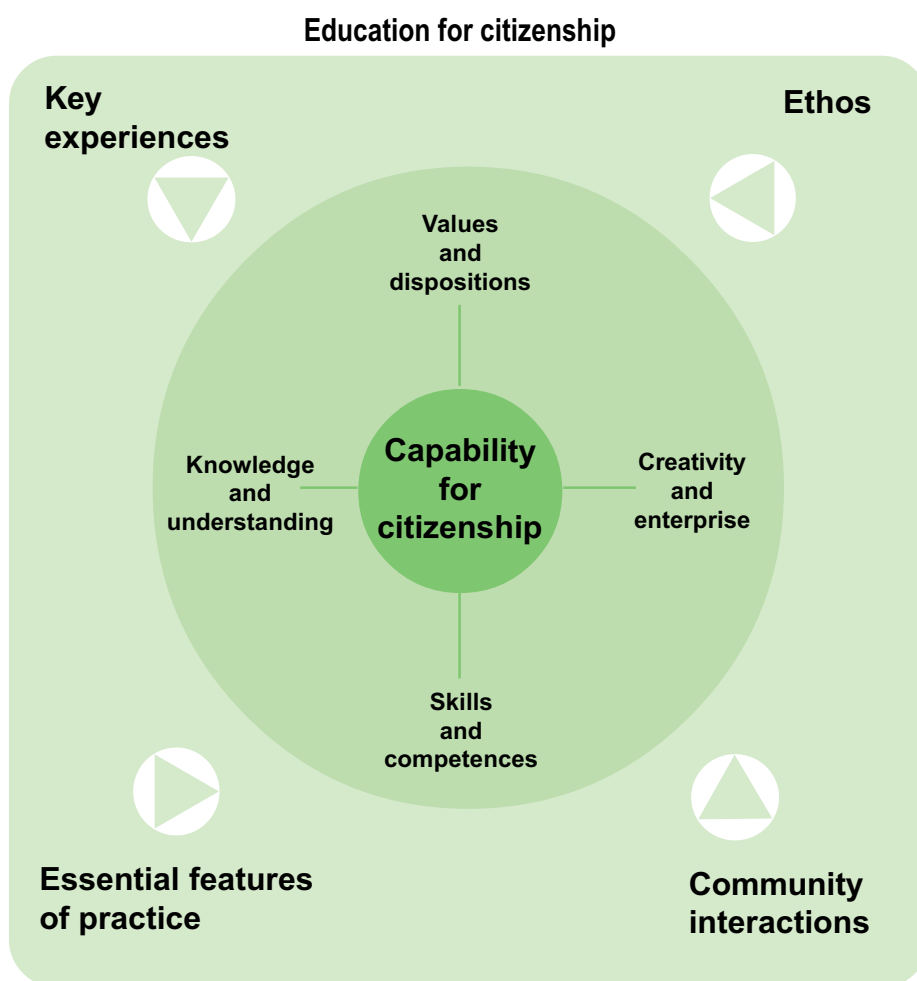 Education for citizenship
Key
experiences
Ethos
Values
and
dispositions
Knowledge
and
understanding
Capability
for
citizenship
Creativity
and
enterprise
Skills
and
competences
Essential features
of practice
Community
interactions